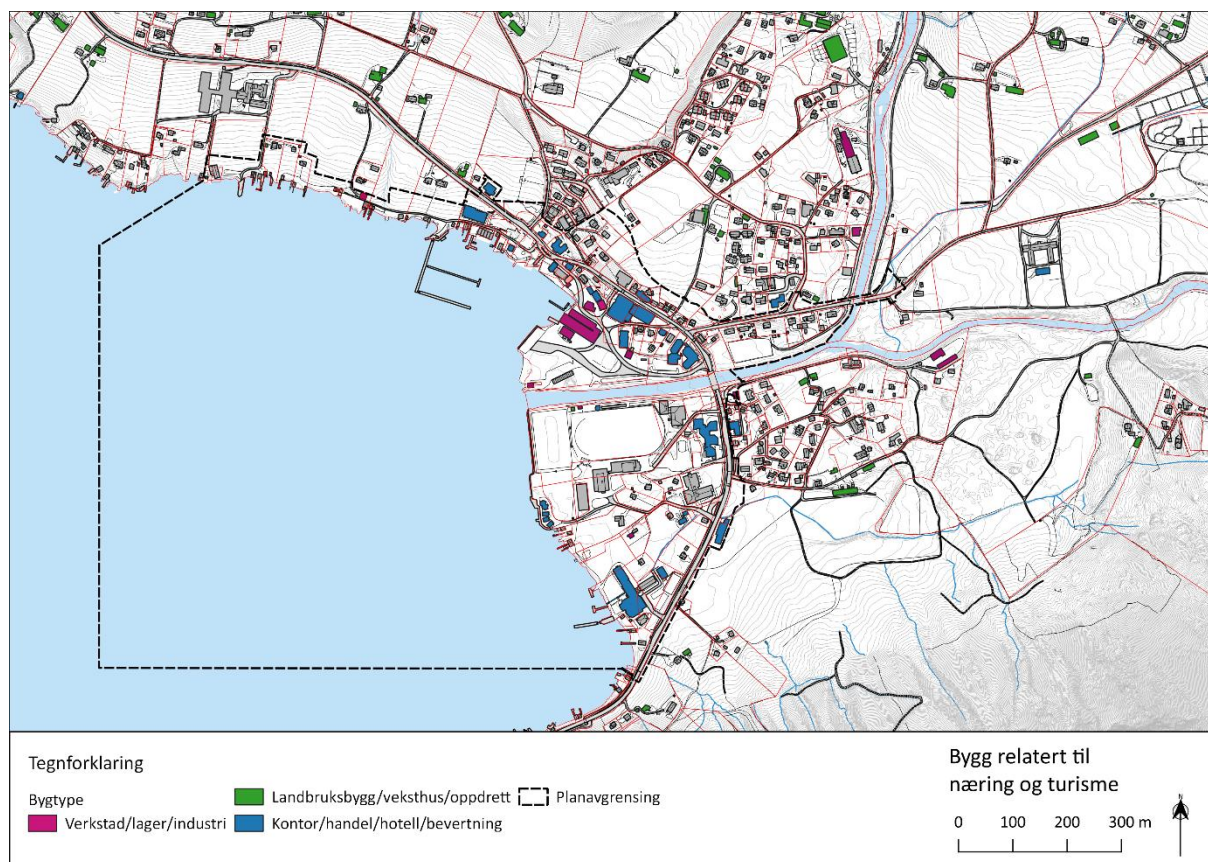 Tegnforklaring
Bygtype
Verkstad/lager/industri
Landbruksbygg/veksthus/oppdrett
Kontor/handel/hotell/bevertning
Planavgrensing
Bygg relatert til
næring og turisme
0 100 200 300 m
N